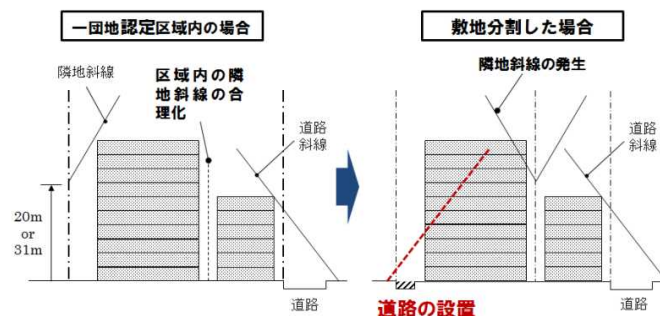 一団地認定区域内の場合
敷地分割した場合
隣地斜線
区域内の隣
地斜線の合
理化
道路
斜線
20m
or
31m
道路
隣地斜線の発生
道路
斜線
道路の設置
道路